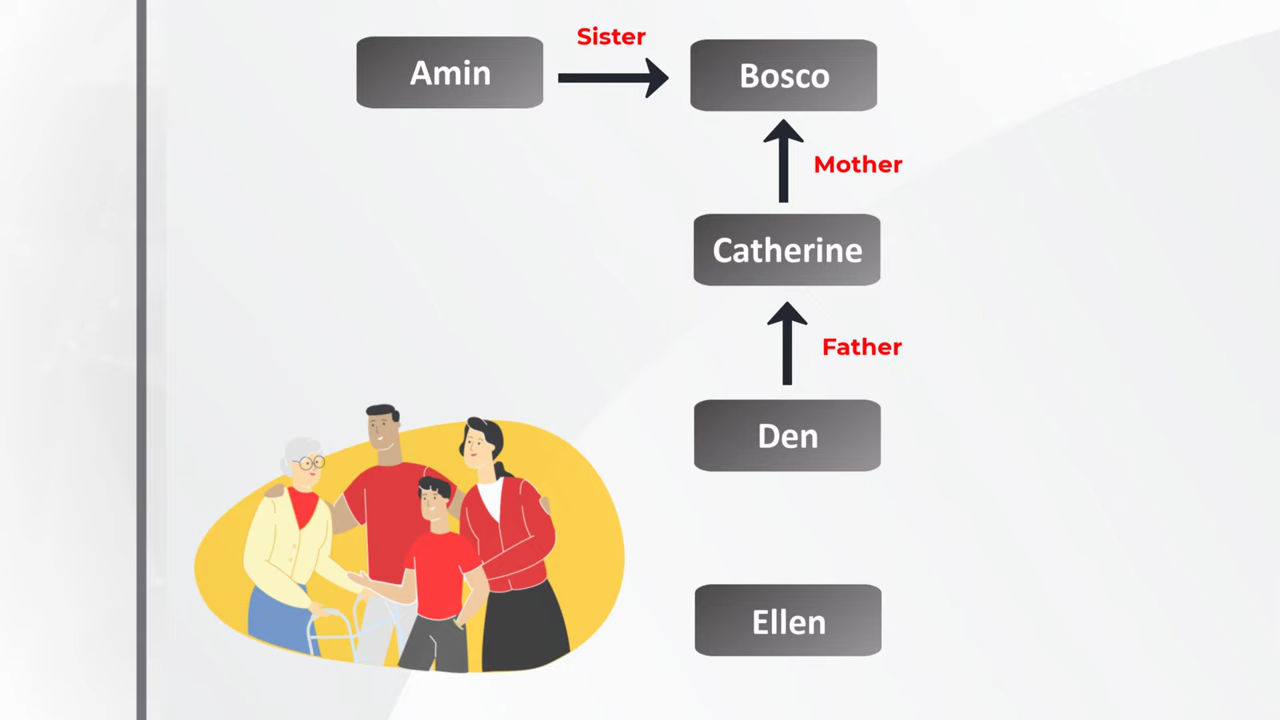 Sister
Amin
Bosco
Mother
Catherine
Father
Den
Ellen